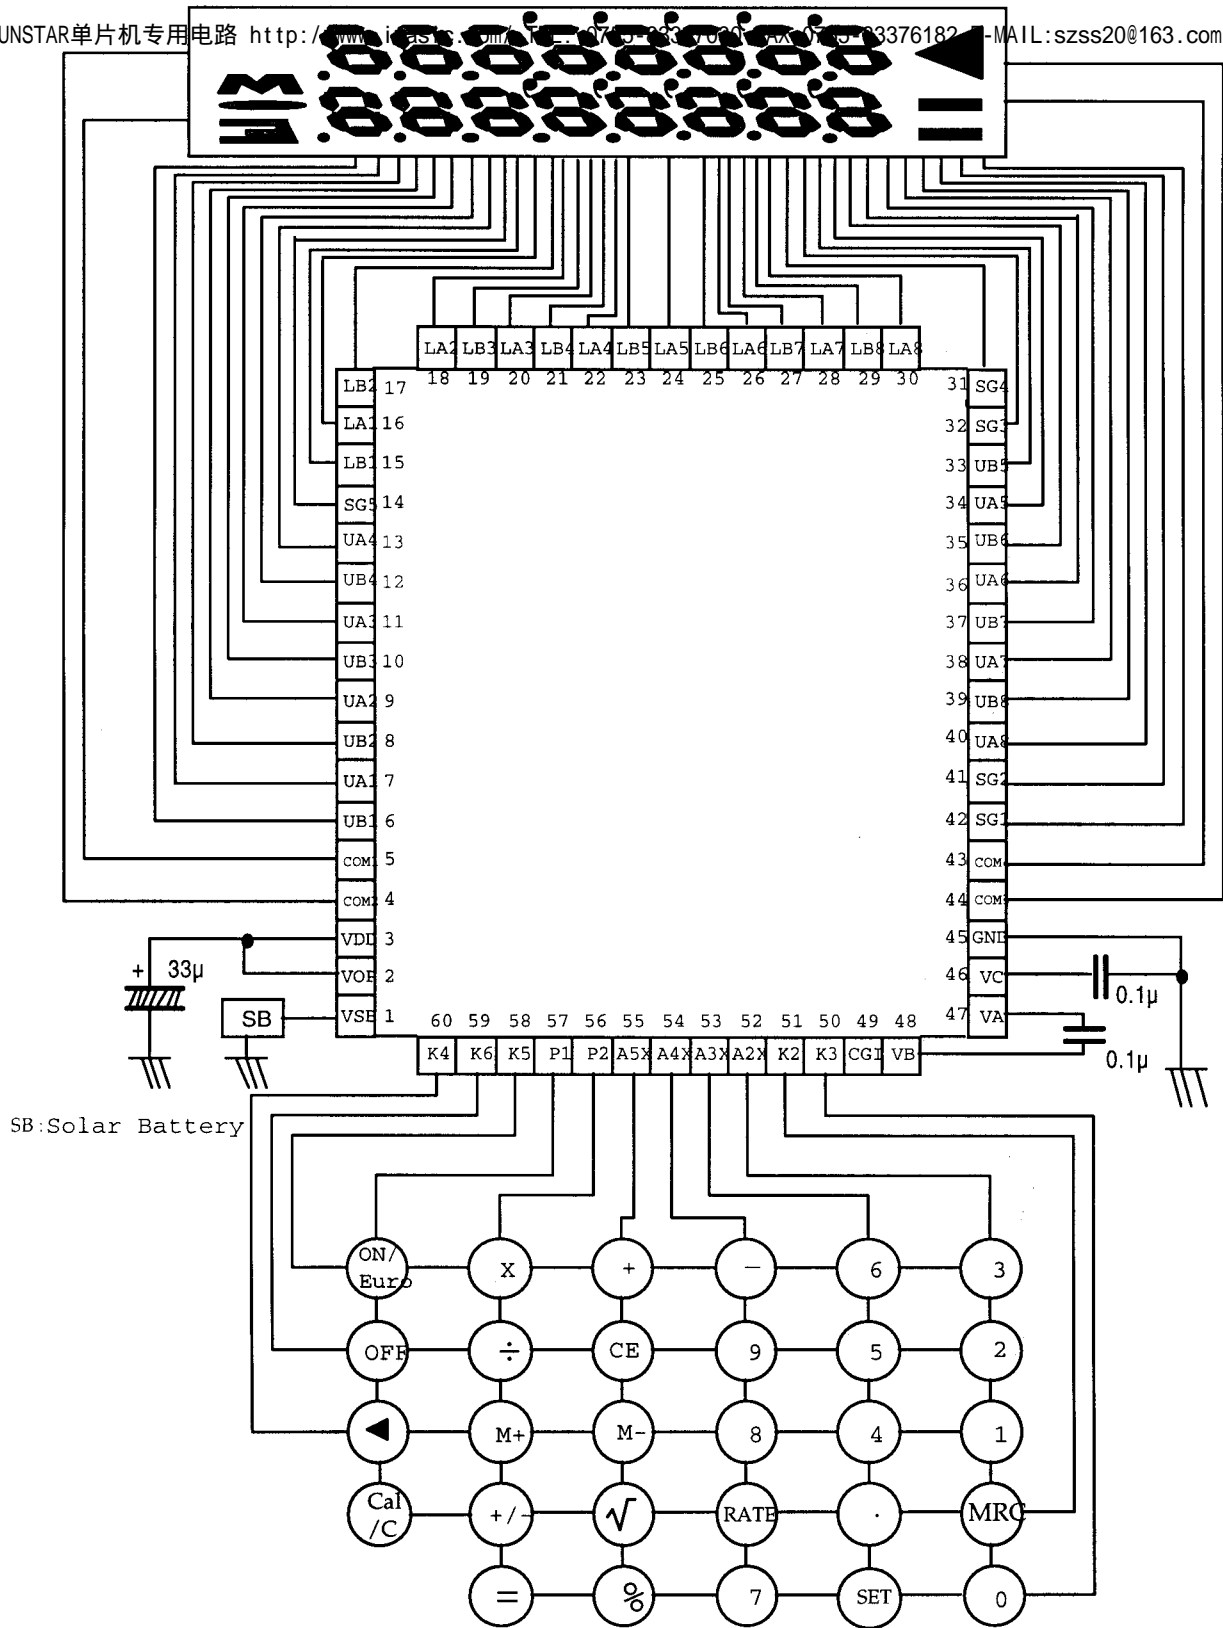 UNSTAR单片机专用电路 http:/
3376182
-MAIL:szss20@163.com
LA2 LB3 LA3 LB4 LA4 LB5 LA5 LB6 LA6 LB7 LA7 LB8 LA8
18 19 20 21 22 23 24 25 26 27 28 29 30
LB2 17 31 SG4
LA1 16 32 SG3
LB1 15 33 UB5
SG5 14 34 UA5
UA4 13 35 UB6
UB4 12 36 UA6
UA3 11 37 UB7
UB3 10 38 UA7
UA2 9 39 UB8
UB2 8 40 UA8
UA1 7 41 SG2
UB1 6 42 SG1
COM 5 43 COM
COM 4 44 COM
VDD 3 45 GND
+ 33μ
VOP 2 46 VC
0.1μ
SB VSB 1 47 VA
0.1μ
60 59 58 57 56 55 54 53 52 51 50 49 48
K4 K6 K5 P1 P2 A5X A4X A3X A2X K2 K3 CGI VB
SB:Solar Battery
ON/
Euro X + − 6 3
OFF ÷ CE 9 5 2
◀ M+ M- 8 4 1
Cal
/C +/- √ RATE . MRC
= % 7 SET 0